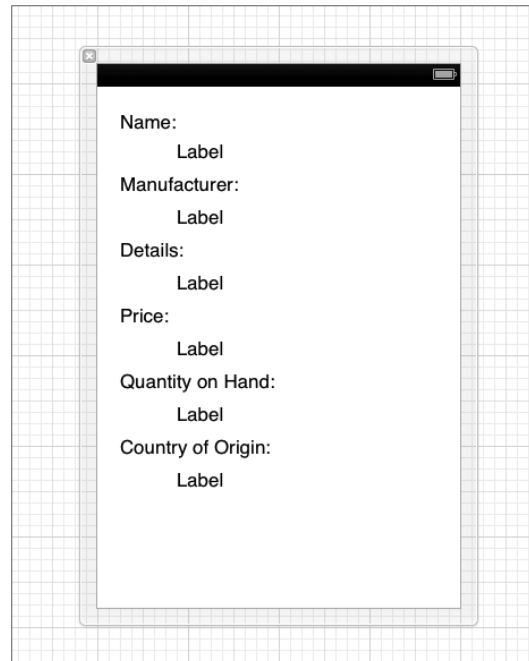 Name:
Label
Manufacturer:
Label
Details:
Label
Price:
Label
Quantity on Hand:
Label
Country of Origin:
Label